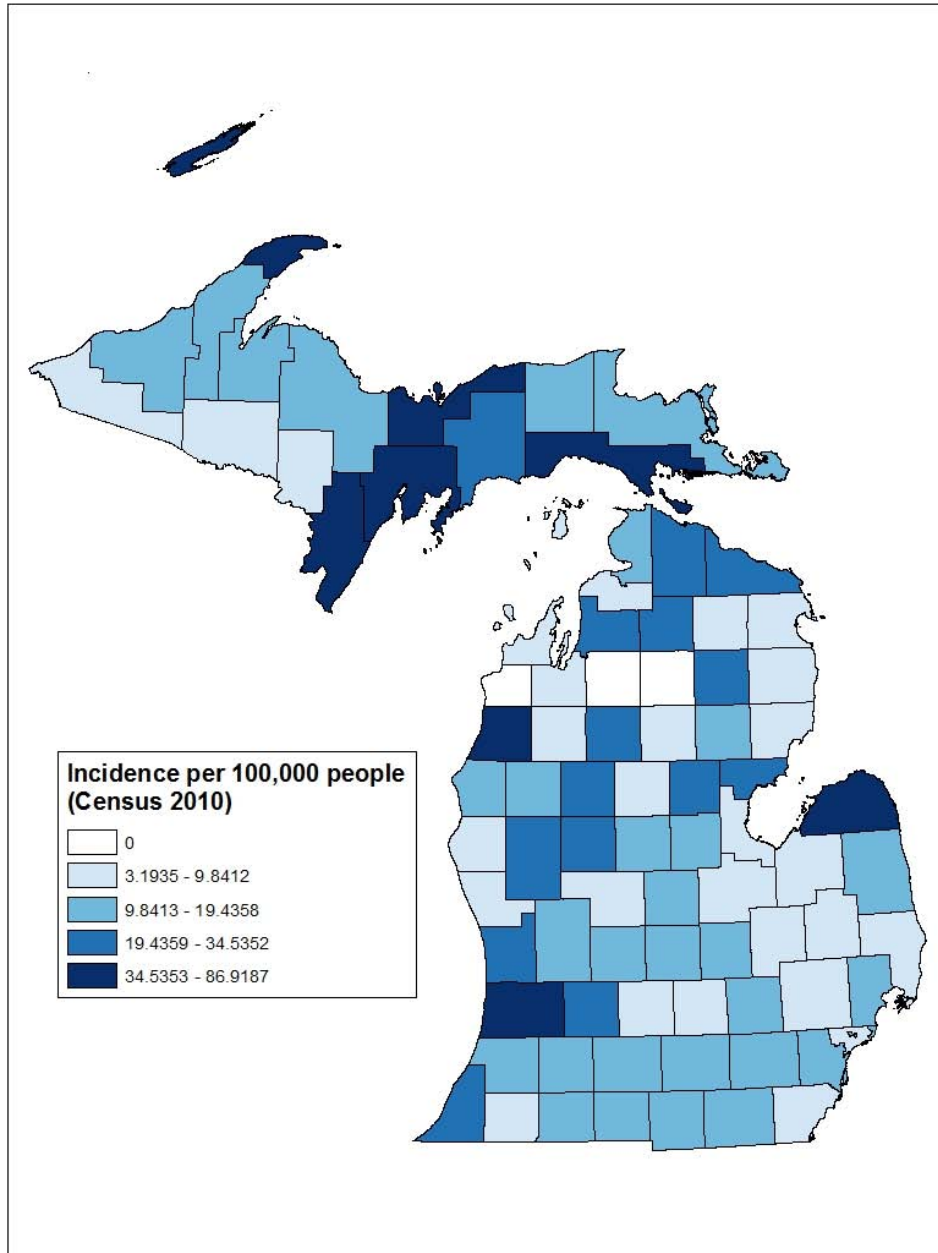 Incidence per 100,000 people
(Census 2010)
0
3.1935 - 9.8412
9.8413 - 19.4358
19.4359 - 34.5352
34.5353 - 86.9187